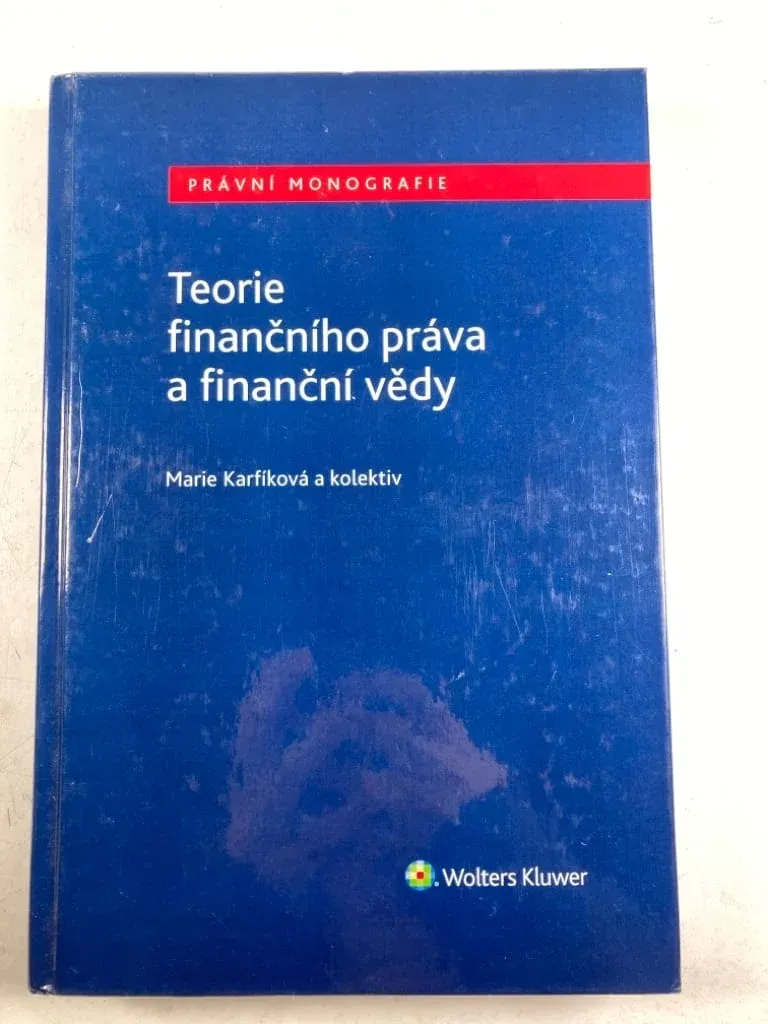 PRÁVNÍ MONOGRAFIE
Teorie
finančního práva
a finanční vědy
Marie Karfíková a kolektiv
Wolters Kluwer